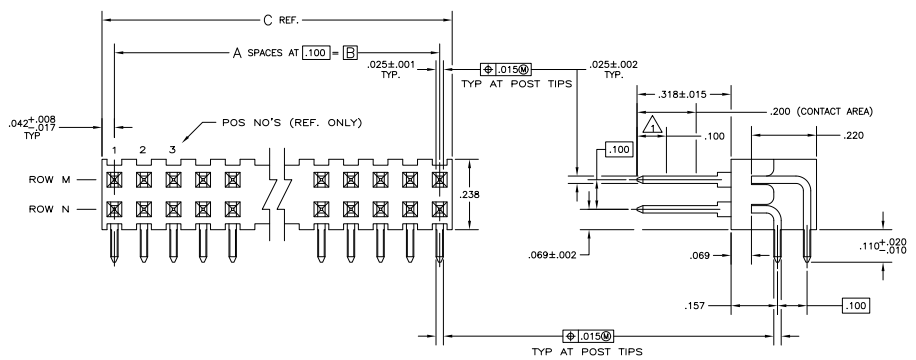 C REF.
A SPACES AT .100 = B
.025±.001
TYP.
⌖ .015Ⓜ
TYP AT POST TIPS
.025±.002
TYP.
.318±.015
.200 (CONTACT AREA)
.042+.008
-.017
TYP
POS NO'S (REF. ONLY)
1
.100
.220
.100
1 2 3
ROW M
ROW N
.238
.069±.002
.069
.110+.020
-.010
.157
.100
⌖ .015Ⓜ
TYP AT POST TIPS